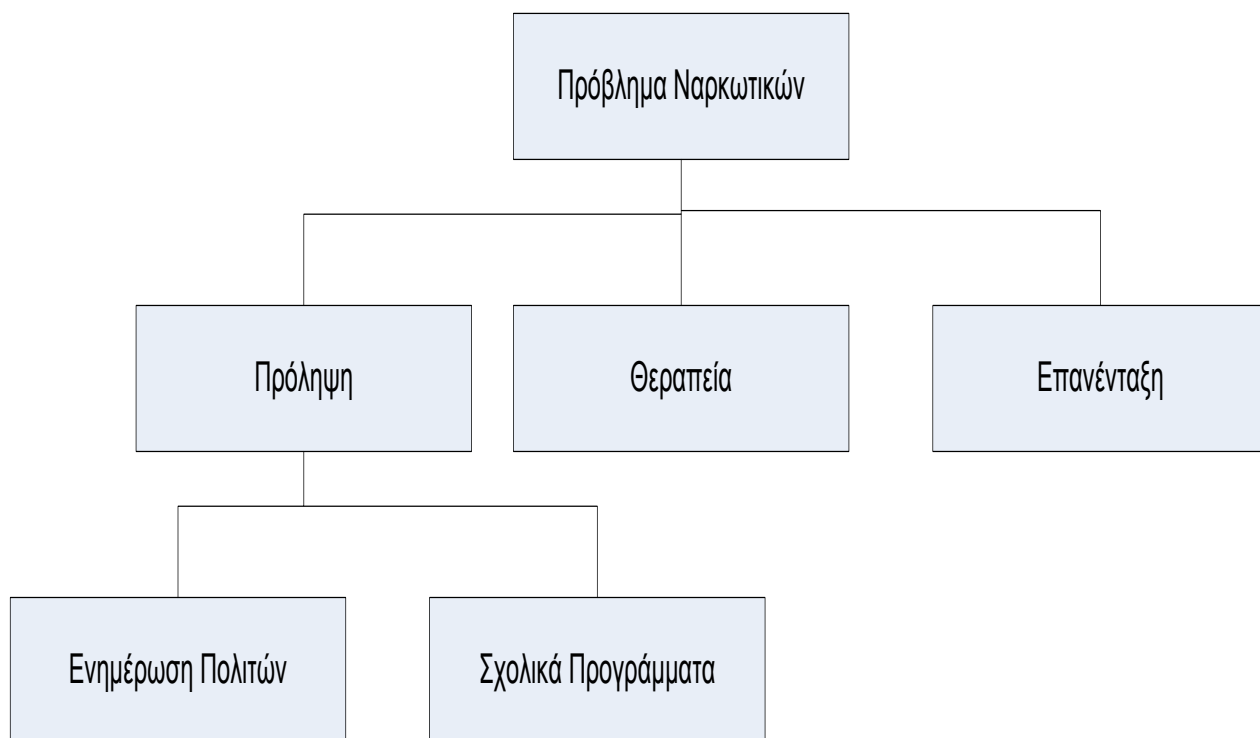 Πρόβλημα Ναρκωτικών
Πρόληψη
Θεραπεία
Επανένταξη
Ενημέρωση Πολιτών
Σχολικά Προγράμματα